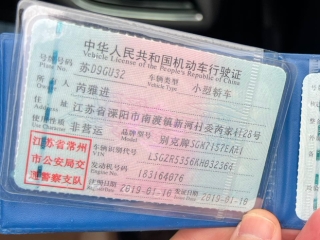 中华人民共和国机动车行驶证
Vehicle License of the People's Republic of China
号牌号码 苏D9GU32 车辆类型 小型轿车
Plate No. Vehicle Type
所有人 芮雅进
Owner
住址 江苏省溧阳市南渡镇新河村委芮家村28号
Address
使用性质 非营运 品牌型号 别克牌SGM7157EAA1
Use Character Model
江苏省常州
市公安局交
通警察支队
车辆识别代号 LSGZR5356KH032364
VIN
发动机号码 183164076
Engine No.
注册日期 2019-01-16 发证日期 2019-01-16
Register Date Issue Date